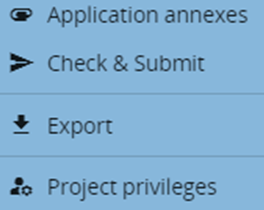 Application annexes
Check & Submit
Export
Project privileges